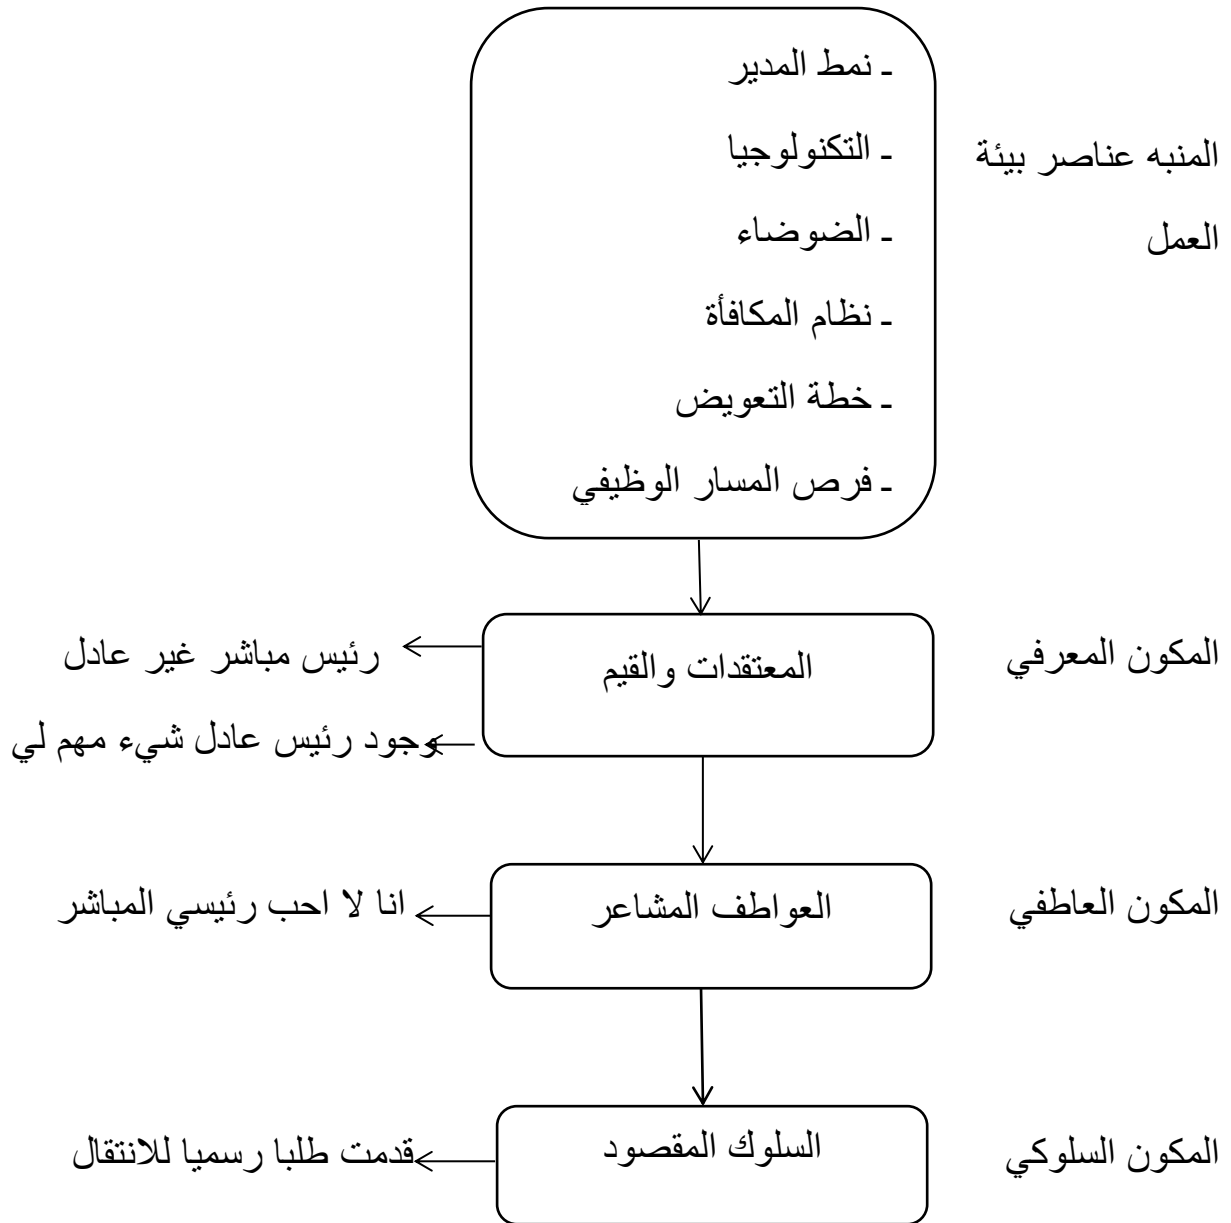 ـ نمط المدير
ـ التكنولوجيا
المنبه عناصر بيئة
ـ الضوضاء
العمل
ـ نظام المكافأة
ـ خطة التعويض
ـ فرص المسار الوظيفي
المكون المعرفي
المعتقدات والقيم
رئيس مباشر غير عادل
وجود رئيس عادل شيء مهم لي
المكون العاطفي
العواطف المشاعر
انا لا احب رئيسي المباشر
المكون السلوكي
السلوك المقصود
قدمت طلبا رسميا للانتقال